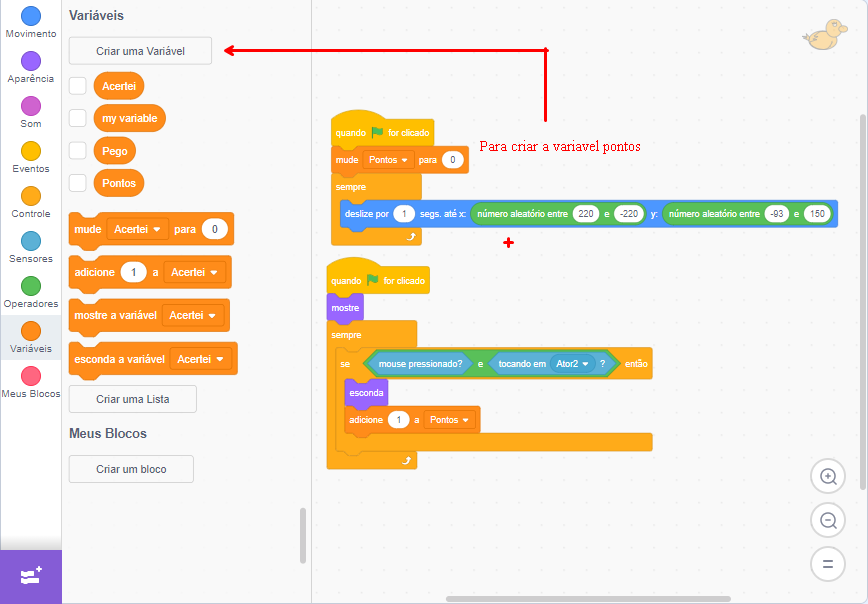 Movimento
Aparência
Som
Eventos
Controle
Sensores
Operadores
Variáveis
Meus Blocos
Variáveis
Criar uma Variável
Acertei
my variable
Pego
Pontos
mude Acertei para 0
adicione 1 a Acertei
mostre a variável Acertei
esconda a variável Acertei
Criar uma Lista
Meus Blocos
Criar um bloco
Para criar a variavel pontos
quando for clicado
mude Pontos para 0
sempre
deslize por 1 segs. até x: número aleatório entre 220 e -220 y: número aleatório entre -93 e 150
quando for clicado
mostre
sempre
se mouse pressionado? e tocando em Ator2 ? então
esconda
adicione 1 a Pontos